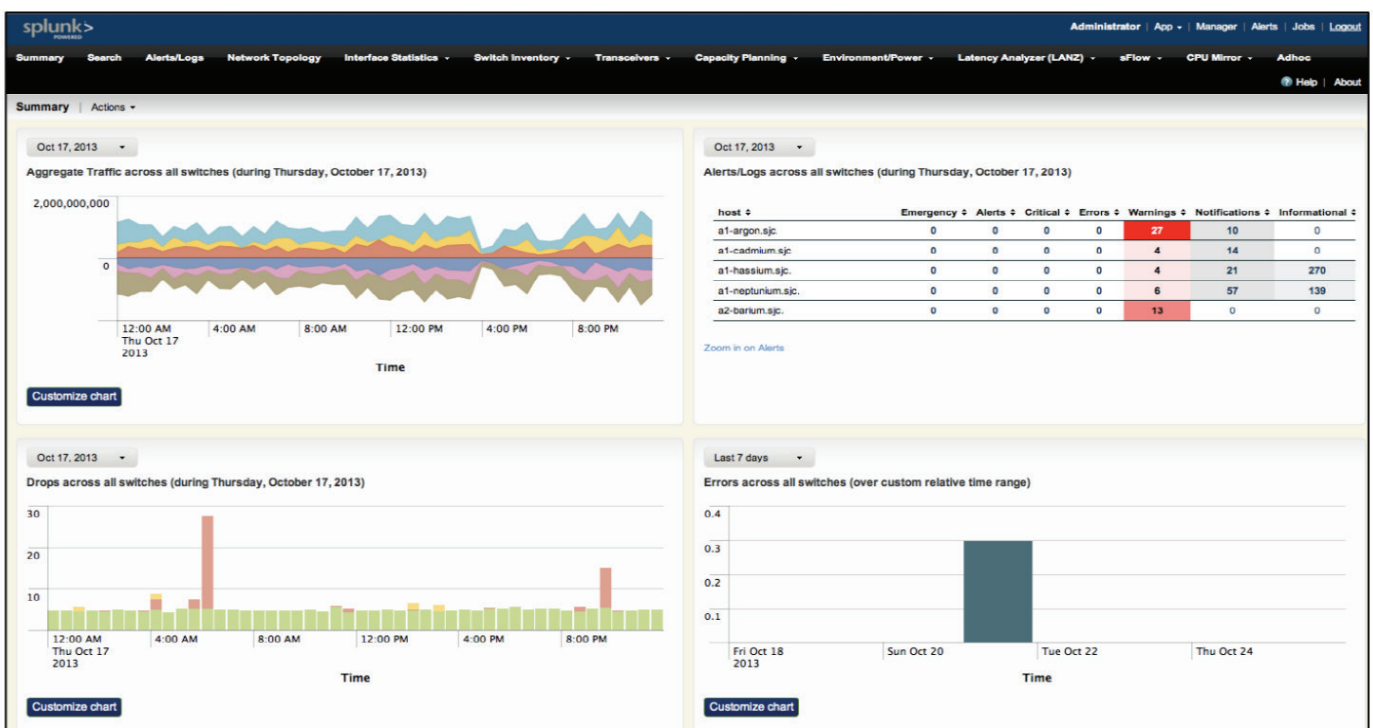 splunk>
POWERED
Administrator | App | Manager | Alerts | Jobs | Logout
Summary Search Alerts/Logs Network Topology Interface Statistics Switch Inventory Transceivers Capacity Planning Environment/Power Latency Analyzer (LANZ) sFlow CPU Mirror Adhoc
Help | About
Summary | Actions
Oct 17, 2013
Aggregate Traffic across all switches (during Thursday, October 17, 2013)
2,000,000,000
0
12:00 AM 4:00 AM 8:00 AM 12:00 PM 4:00 PM 8:00 PM
Thu Oct 17
2013
Time
Customize chart
Oct 17, 2013
Alerts/Logs across all switches (during Thursday, October 17, 2013)
host Emergency Alerts Critical Errors Warnings Notifications Informational
a1-argon.sjc 0 0 0 0 27 10 0
a1-cadmium.sjc 0 0 0 0 4 14 0
a1-hassium.sjc. 0 0 0 0 4 21 270
a1-neptunium.sjc. 0 0 0 0 6 57 139
a2-barium.sjc. 0 0 0 0 13 0 0
Zoom in on Alerts
Oct 17, 2013
Drops across all switches (during Thursday, October 17, 2013)
30
20
10
12:00 AM 4:00 AM 8:00 AM 12:00 PM 4:00 PM 8:00 PM
Thu Oct 17
2013
Time
Customize chart
Last 7 days
Errors across all switches (over custom relative time range)
0.4
0.3
0.2
0.1
Fri Oct 18 Sun Oct 20 Tue Oct 22 Thu Oct 24
2013
Time
Customize chart